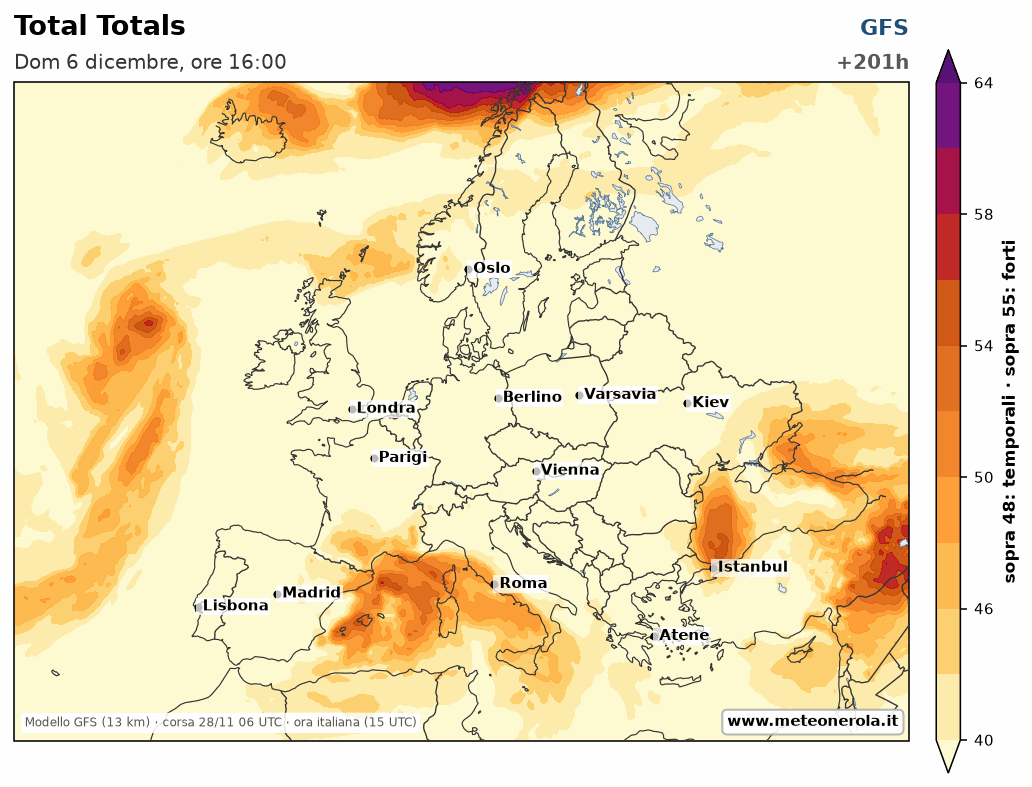 Total Totals
GFS
Dom 6 dicembre, ore 16:00
+201h
64
58
54
50
46
40
sopra 48: temporali · sopra 55: forti
Oslo
Berlino
Varsavia
Kiev
Londra
Parigi
Vienna
Istanbul
Roma
Madrid
Lisbona
Atene
Modello GFS (13 km) · corsa 28/11 06 UTC · ora italiana (15 UTC)
www.meteonerola.it